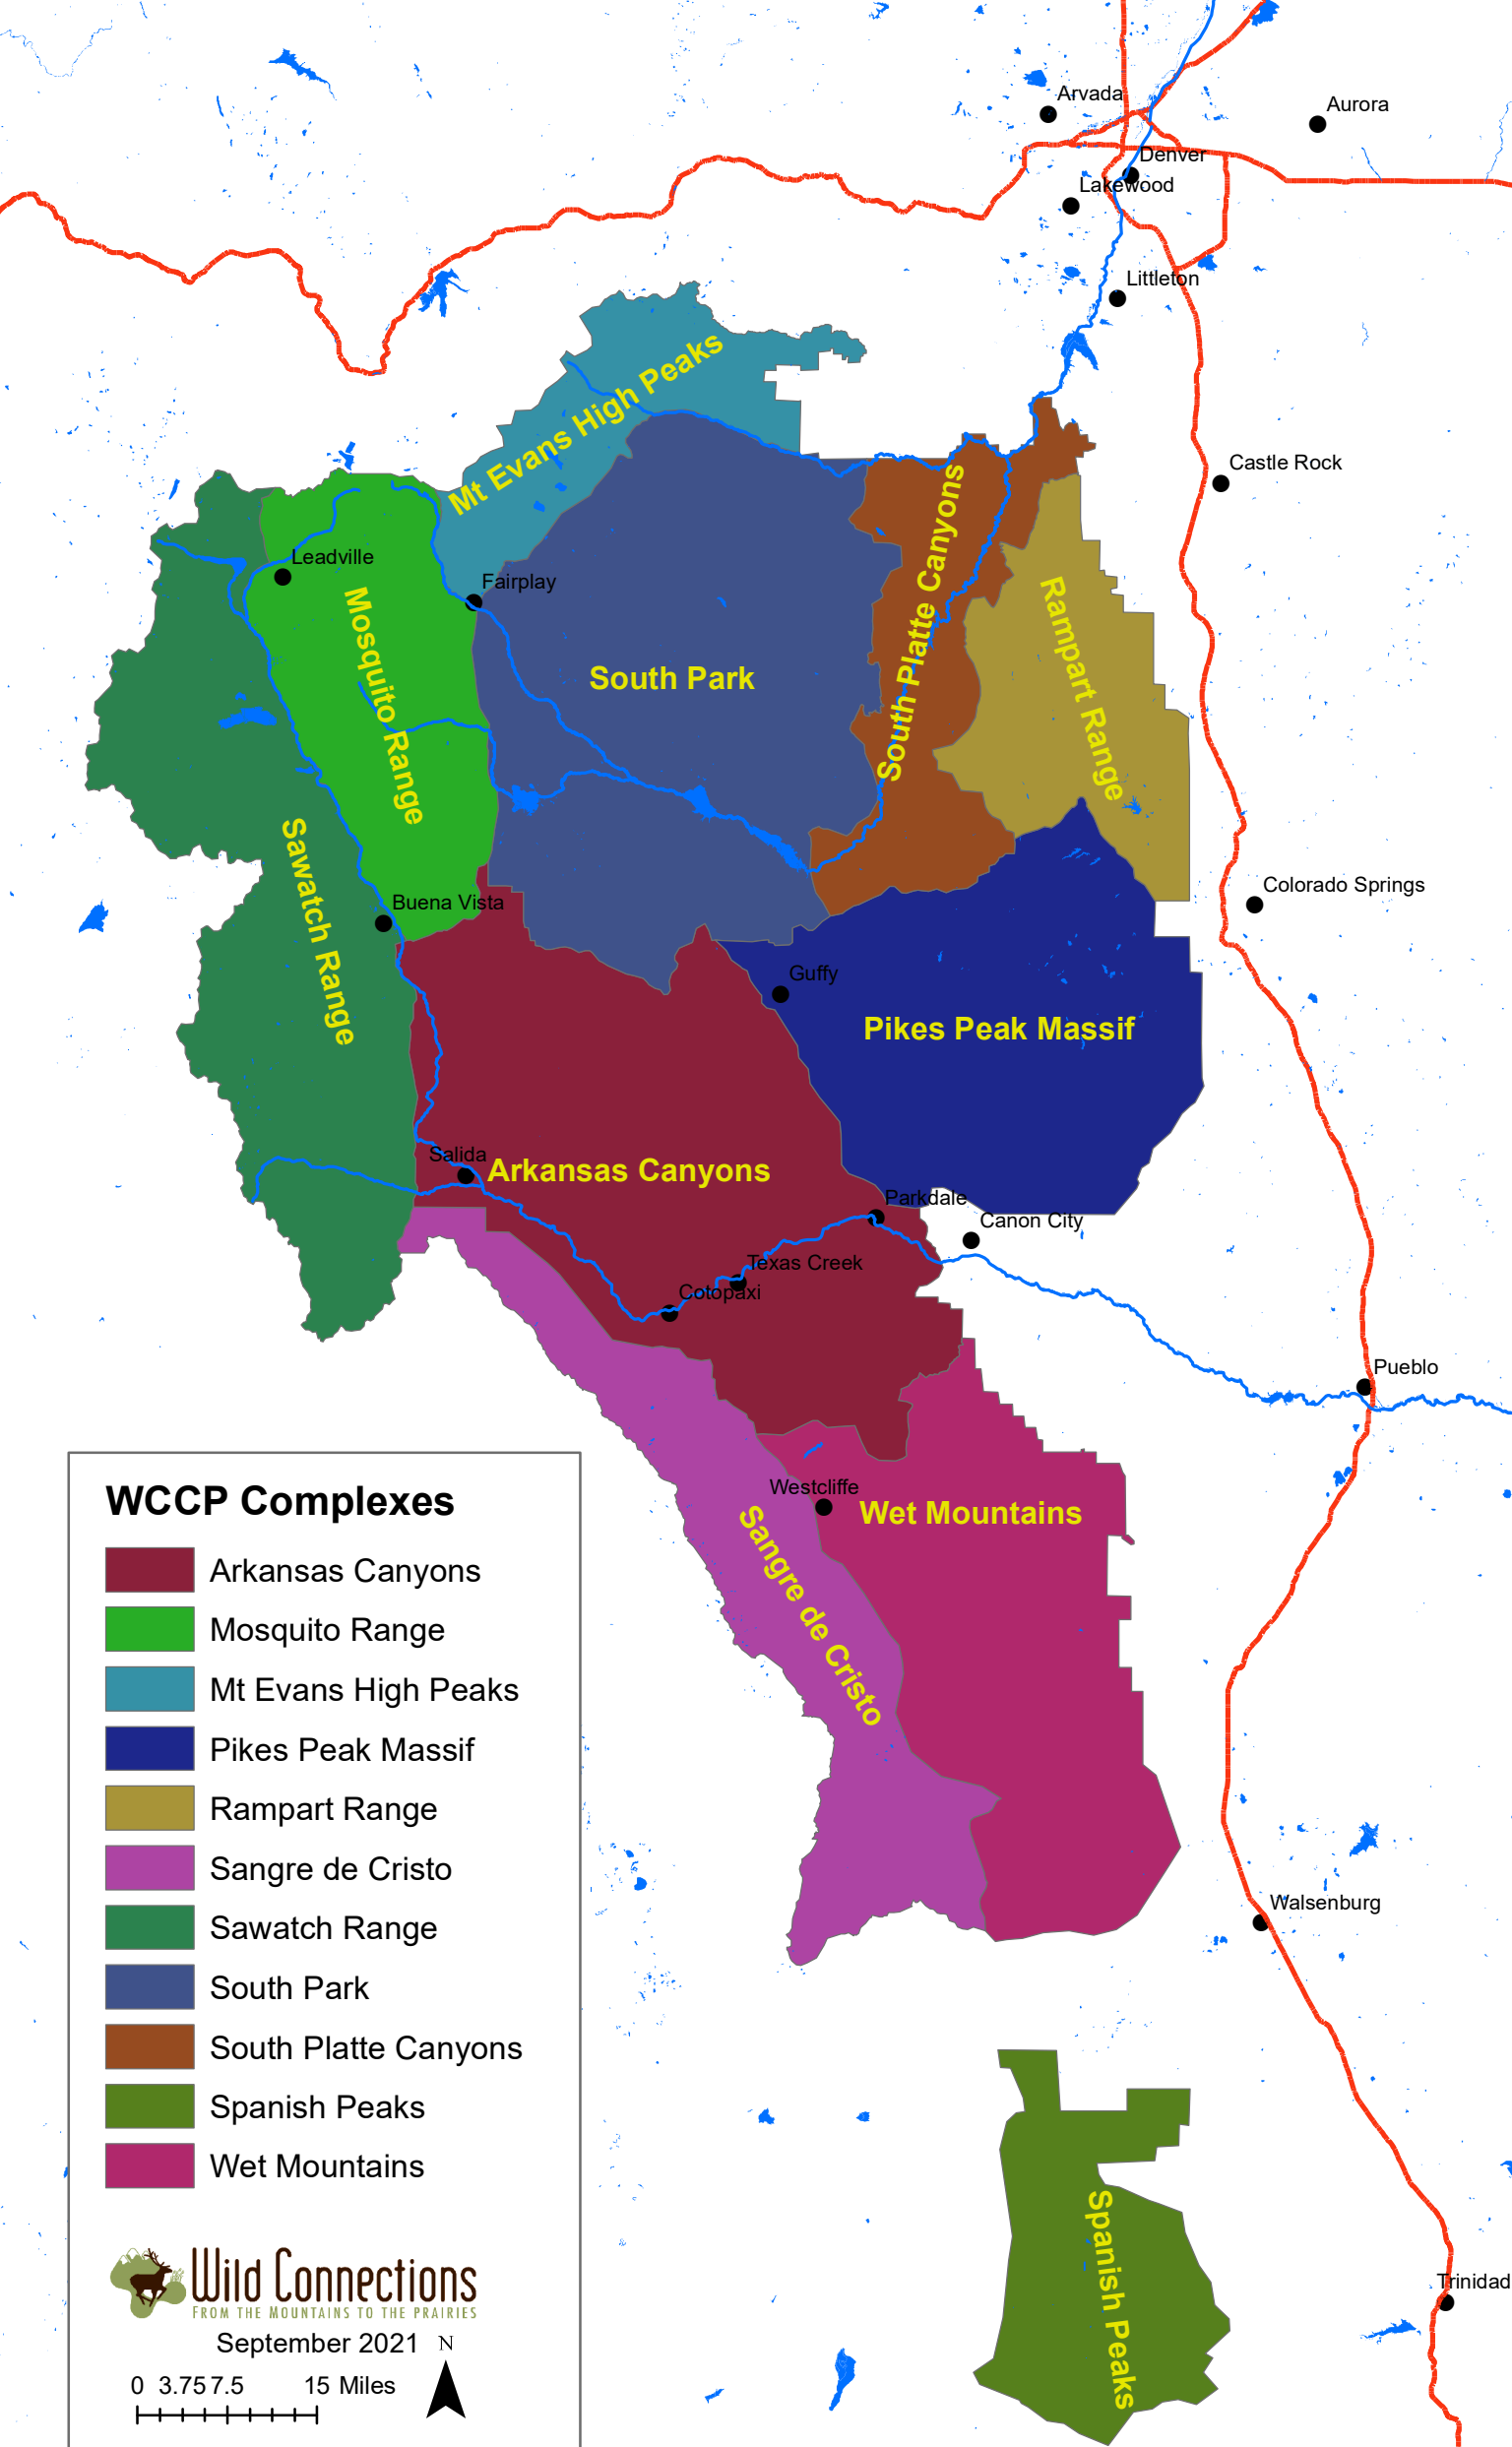 Arvada
Aurora
Denver
Lakewood
Littleton
Mt Evans High Peaks
Castle Rock
South Platte Canyons
Leadville
Fairplay
Mosquito Range
Rampart Range
South Park
Sawatch Range
Buena Vista
Colorado Springs
Guffy
Pikes Peak Massif
Salida
Arkansas Canyons
Parkdale
Canon City
Texas Creek
Cotopaxi
Pueblo
Westcliffe
Wet Mountains
Sangre de Cristo
Walsenburg
Spanish Peaks
Trinidad
WCCP Complexes
Arkansas Canyons
Mosquito Range
Mt Evans High Peaks
Pikes Peak Massif
Rampart Range
Sangre de Cristo
Sawatch Range
South Park
South Platte Canyons
Spanish Peaks
Wet Mountains
Wild Connections
FROM THE MOUNTAINS TO THE PRAIRIES
September 2021
N
0 3.75 7.5 15 Miles